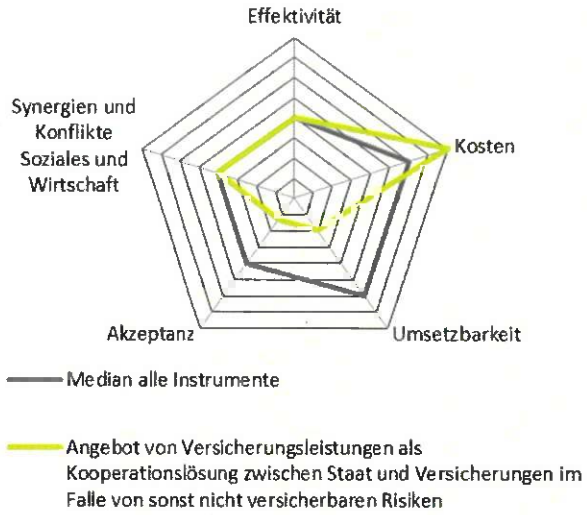 Effektivität
Synergien und
Konflikte
Soziales und
Wirtschaft
Kosten
Akzeptanz
Umsetzbarkeit
Median alle Instrumente
Angebot von Versicherungsleistungen als
Kooperationslösung zwischen Staat und Versicherungen im
Falle von sonst nicht versicherbaren Risiken